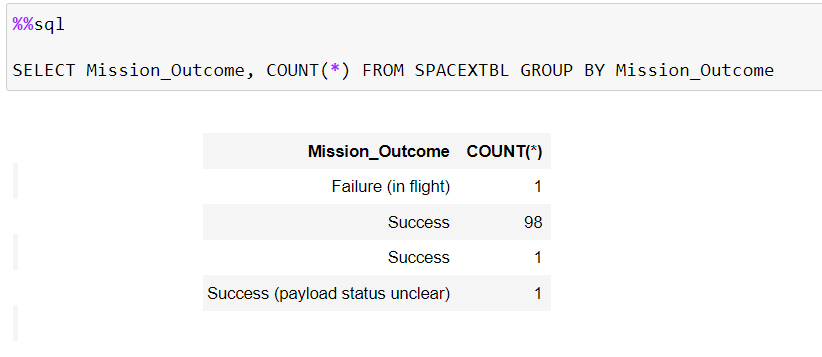 %%sql
SELECT Mission_Outcome, COUNT(*) FROM SPACEXTBL GROUP BY Mission_Outcome
Mission_Outcome COUNT(*)
Failure (in flight) 1
Success 98
Success 1
Success (payload status unclear) 1